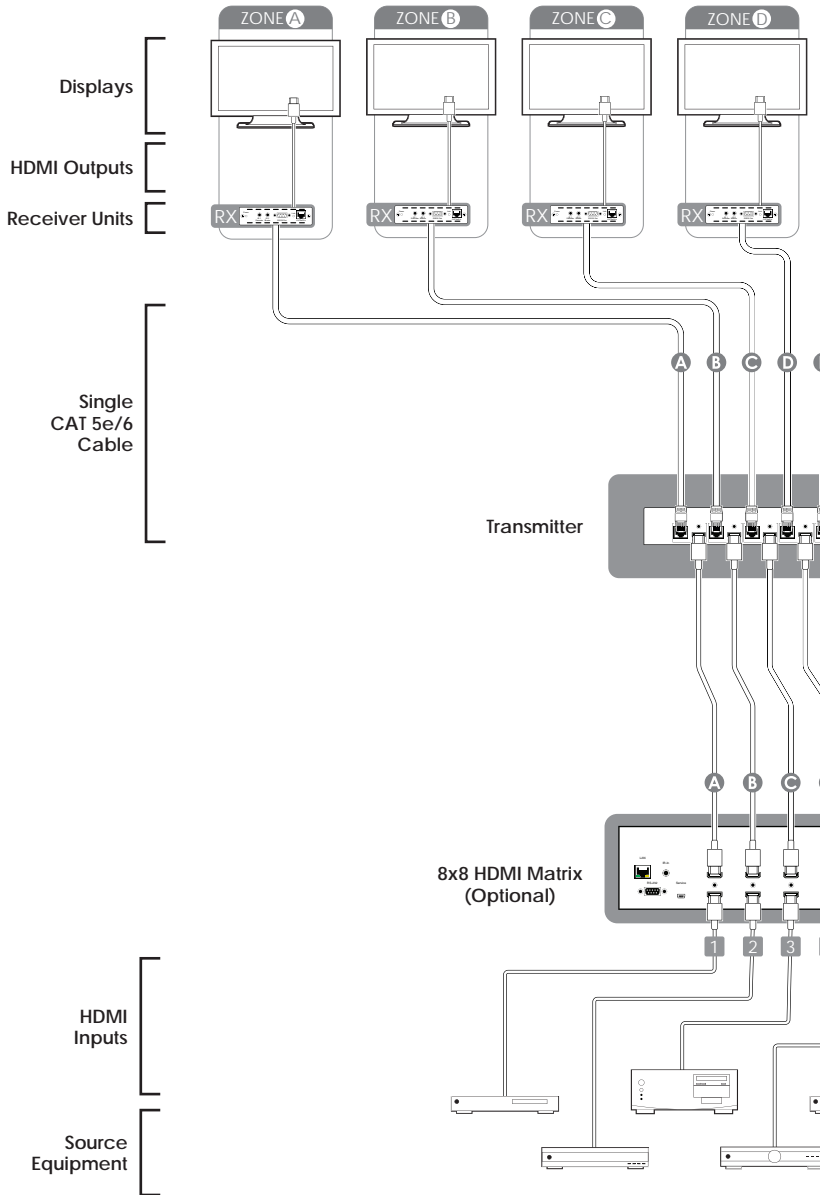 ZONE A
ZONE B
ZONE C
ZONE D
Displays
HDMI Outputs
Receiver Units
RX
RX
RX
RX
Single
CAT 5e/6
Cable
A
B
C
D
Transmitter
A
B
C
8x8 HDMI Matrix
(Optional)
LAN
1
2
3
HDMI
Inputs
Source
Equipment